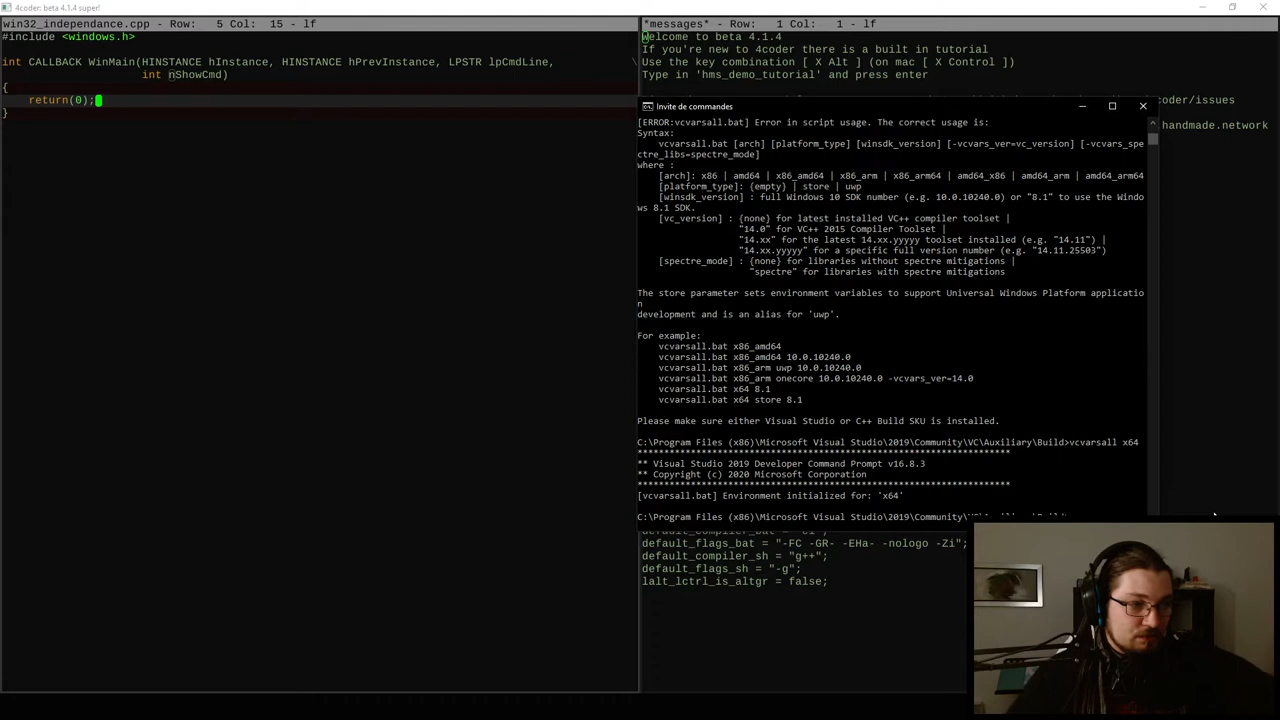 4coder: beta 4.1.4 super!
win32_independance.cpp - Row: 5 Col: 15 - lf
#include <windows.h>
int CALLBACK WinMain(HINSTANCE hInstance, HINSTANCE hPrevInstance, LPSTR lpCmdLine, \
int nShowCmd)
{
return(0);
}
*messages* - Row: 1 Col: 1 - lf
Welcome to beta 4.1.4
If you're new to 4coder there is a built in tutorial
Use the key combination [ X Alt ] (on mac [ X Control ])
Type in 'hms_demo_tutorial' and press enter
coder/issues
handmade.network
Invite de commandes
[ERROR:vcvarsall.bat] Error in script usage. The correct usage is:
Syntax:
vcvarsall.bat [arch] [platform_type] [winsdk_version] [-vcvars_ver=vc_version] [-vcvars_spe
ctre_libs=spectre_mode]
where :
[arch]: x86 | amd64 | x86_amd64 | x86_arm | x86_arm64 | amd64_x86 | amd64_arm | amd64_arm64
[platform_type]: {empty} | store | uwp
[winsdk_version] : full Windows 10 SDK number (e.g. 10.0.10240.0) or "8.1" to use the Windo
ws 8.1 SDK.
[vc_version] : {none} for latest installed VC++ compiler toolset |
"14.0" for VC++ 2015 Compiler Toolset |
"14.xx" for the latest 14.xx.yyyyy toolset installed (e.g. "14.11") |
"14.xx.yyyy" for a specific full version number (e.g. "14.11.25503")
[spectre_mode] : {none} for libraries without spectre mitigations |
"spectre" for libraries with spectre mitigations
The store parameter sets environment variables to support Universal Windows Platform applicatio
n
development and is an alias for 'uwp'.
For example:
vcvarsall.bat x86_amd64
vcvarsall.bat x86_amd64 10.0.10240.0
vcvarsall.bat x86_arm uwp 10.0.10240.0
vcvarsall.bat x86_arm onecore 10.0.10240.0 -vcvars_ver=14.0
vcvarsall.bat x64 8.1
vcvarsall.bat x64 store 8.1
Please make sure either Visual Studio or C++ Build SKU is installed.
C:\Program Files (x86)\Microsoft Visual Studio\2019\Community\VC\Auxiliary\Build>vcvarsall x64
**********************************************************************
** Visual Studio 2019 Developer Command Prompt v16.8.3
** Copyright (c) 2020 Microsoft Corporation
**********************************************************************
[vcvarsall.bat] Environment initialized for: 'x64'
C:\Program Files (x86)\Microsoft Visual Studio\2019\Community\
default_flags_bat = "-FC -GR- -EHa- -nologo -Zi";
default_compiler_sh = "g++";
default_flags_sh = "-g";
lalt_lctrl_is_altgr = false;